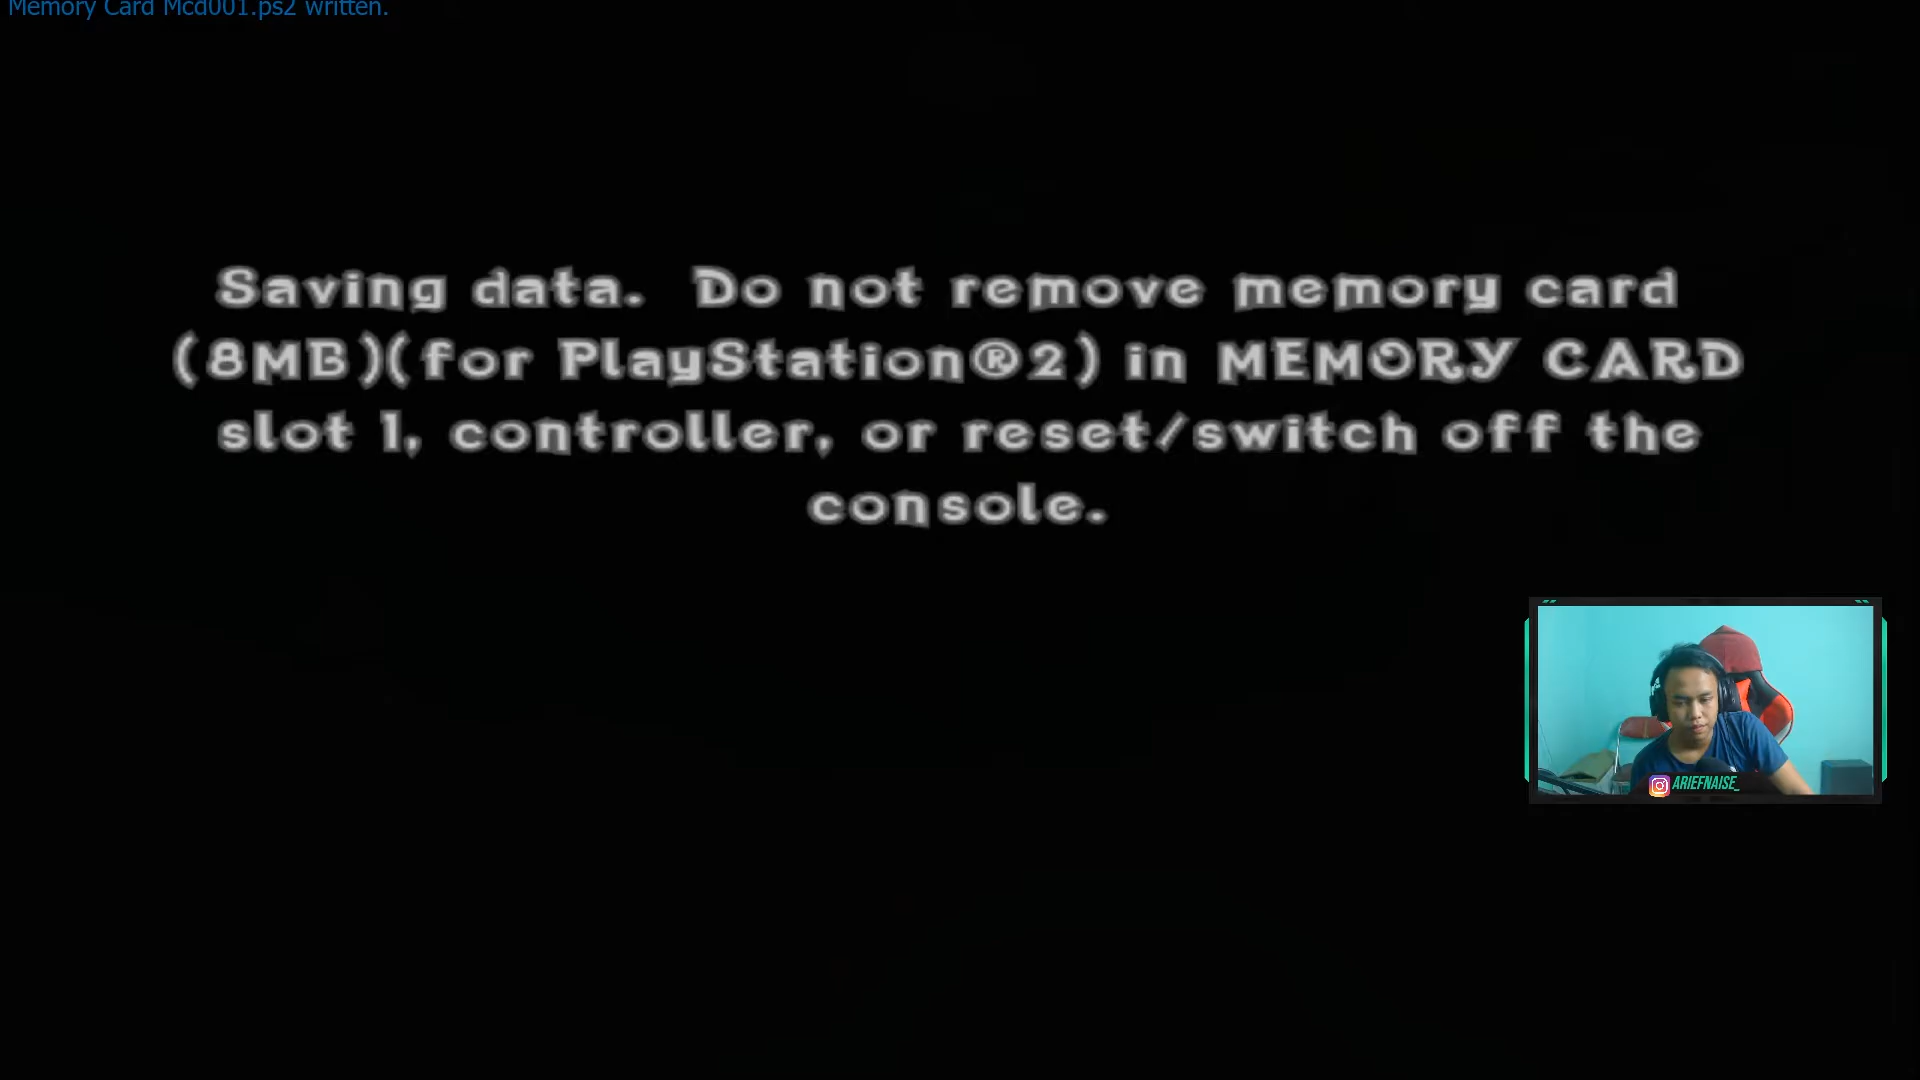 Memory Card Mcd001.ps2 written.
Saving data. Do not remove memory card
(8MB)(for PlayStation®2) in MEMORY CARD
slot 1, controller, or reset/switch off the
console.
ARIEFNAISE_